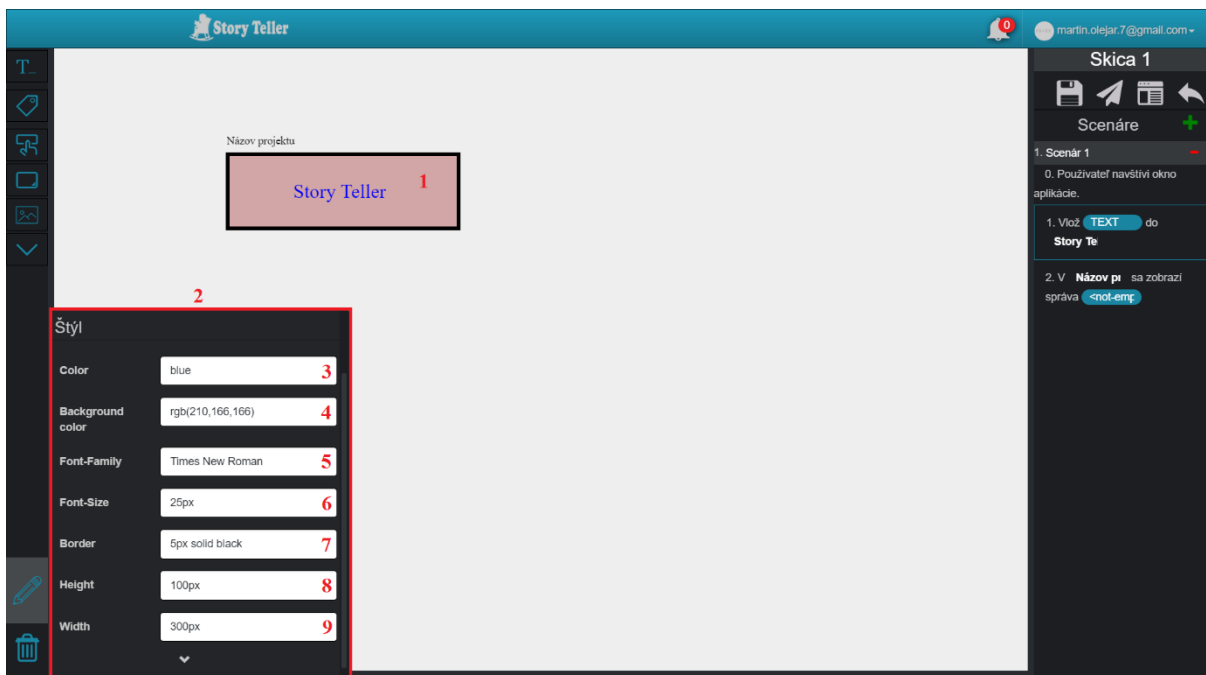 Story Teller
0
martin.olejar.7@gmail.com
T_
Skica 1
Scenáre
1. Scenár 1
0. Používateľ navštívi okno
aplikácie.
1. Vlož TEXT do
Story Te
2. V Názov pr sa zobrazí
správa <not-emp
Názov projektu
Story Teller 1
2
Štýl
Color blue 3
Background rgb(210,166,166) 4
color
Font-Family Times New Roman 5
Font-Size 25px 6
Border 5px solid black 7
Height 100px 8
Width 300px 9